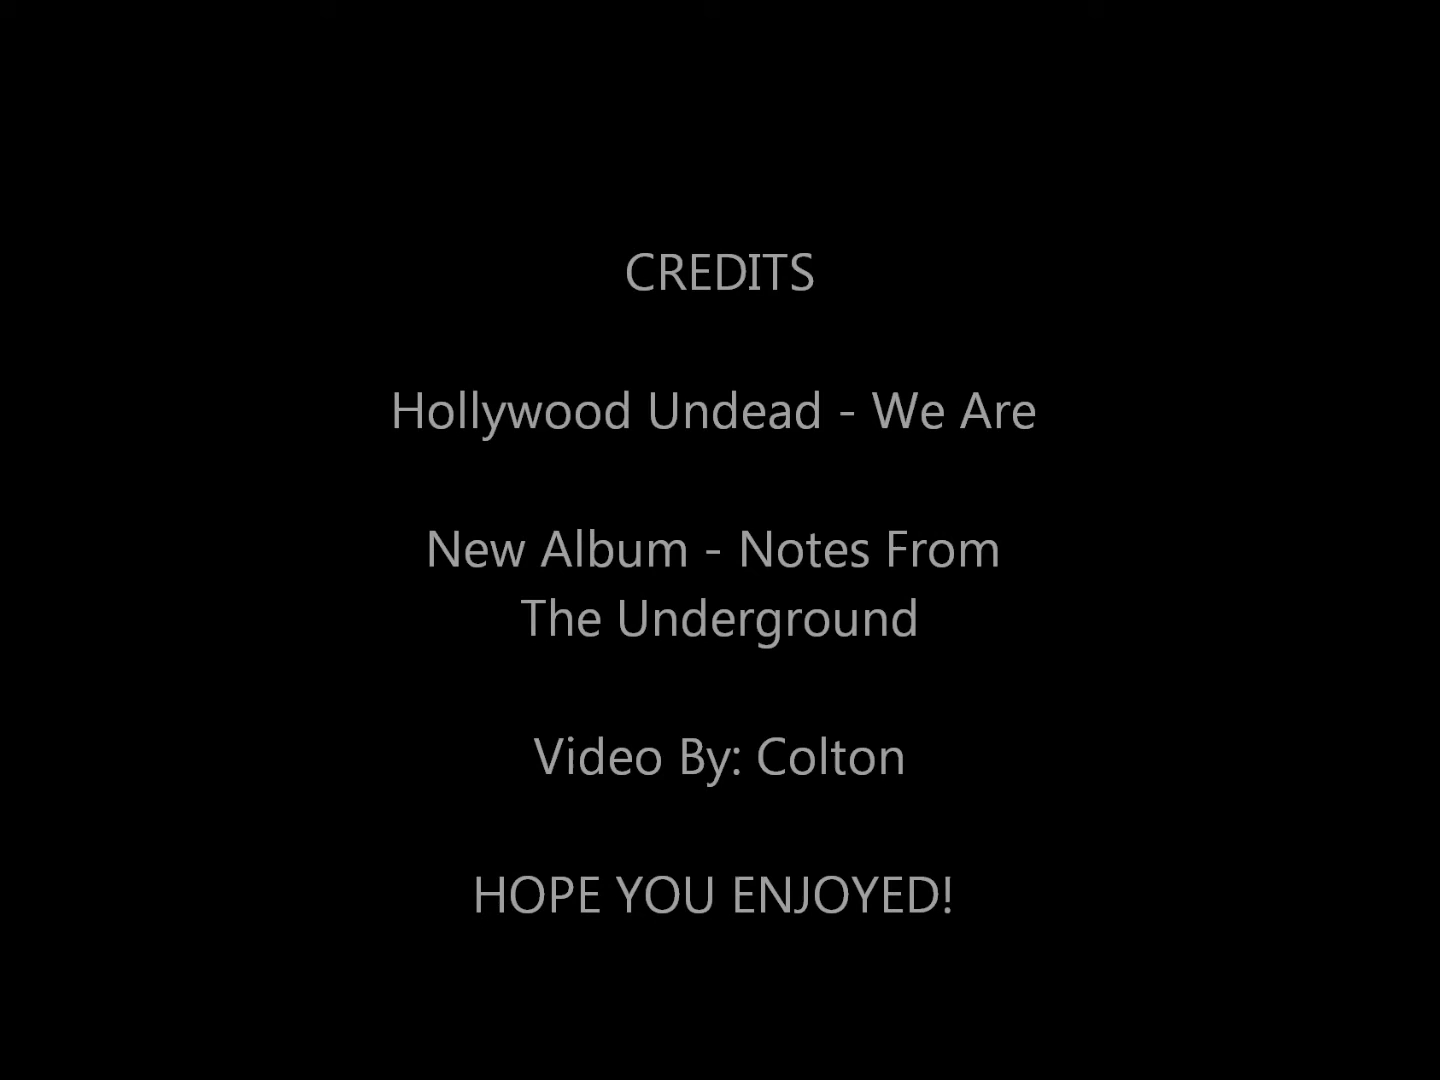 CREDITS
Hollywood Undead - We Are
New Album - Notes From
The Underground
Video By: Colton
HOPE YOU ENJOYED!